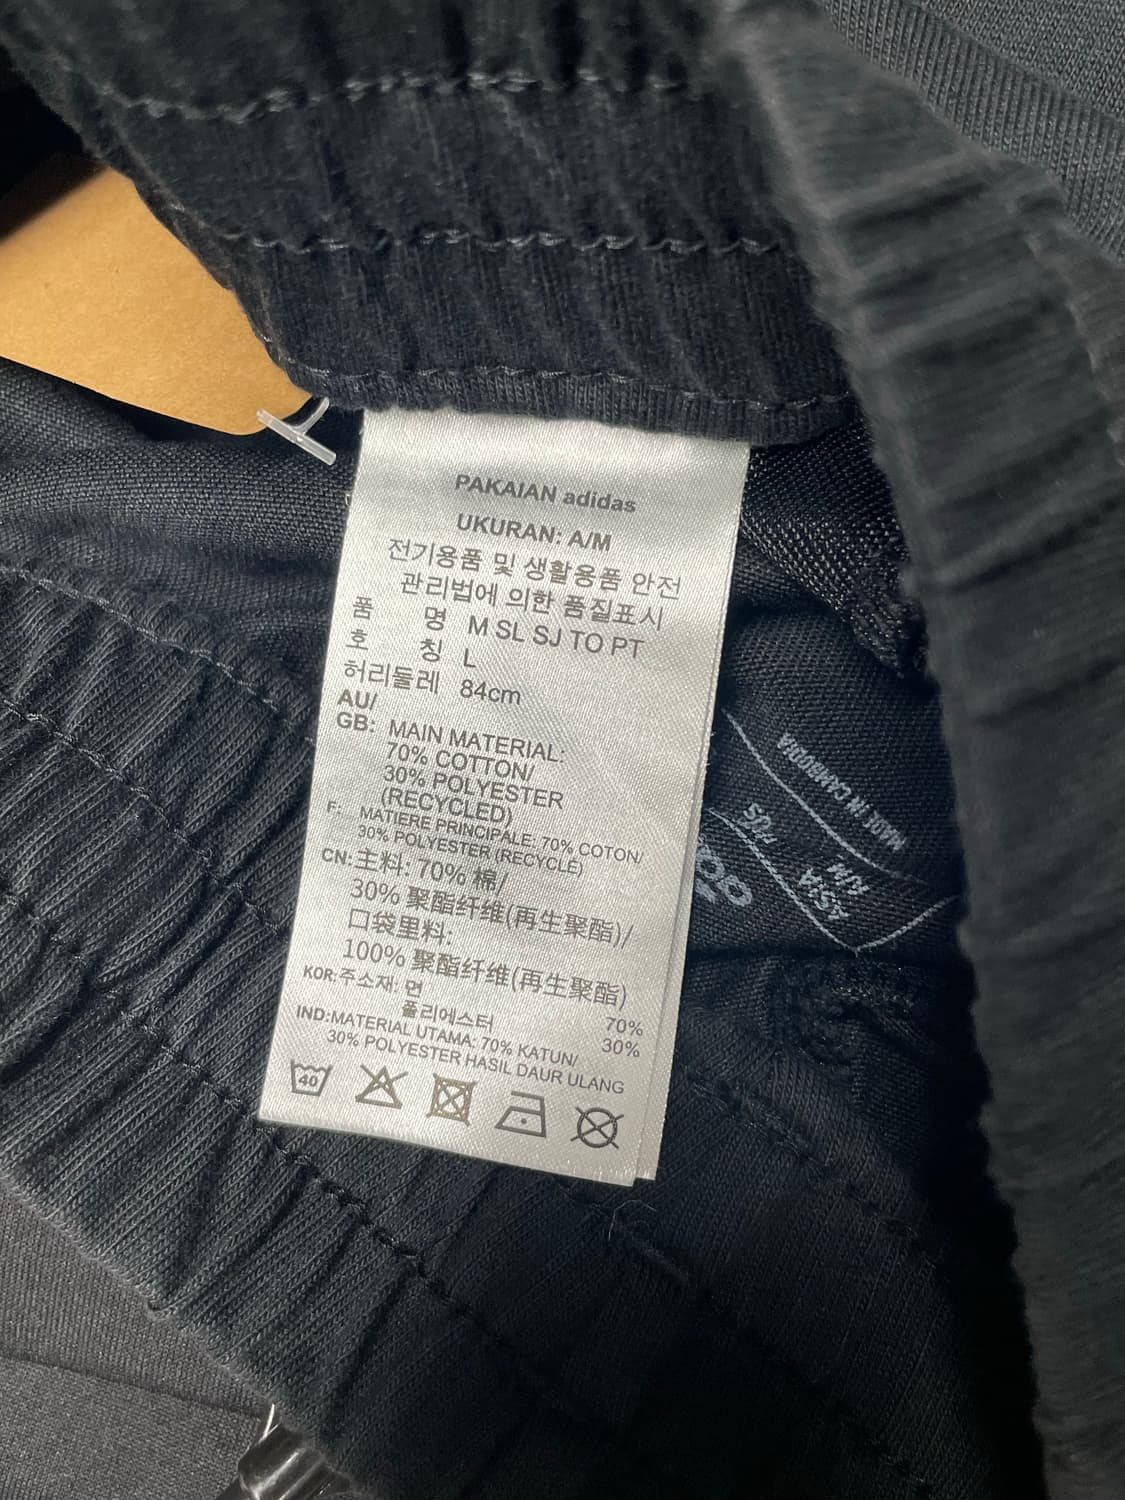 PAKAIAN adidas
UKURAN: A/M
전기용품 및 생활용품 안전
관리법에 의한 품질표시
품 명 M SL SJ TO PT
호 칭 L
허리둘레 84cm
AU/
GB: MAIN MATERIAL:
70% COTTON/
30% POLYESTER
(RECYCLED)
F: MATIERE PRINCIPALE: 70% COTON/
30% POLYESTER (RECYCLÉ)
CN: 主料: 70% 棉/
30% 聚酯纤维(再生聚酯)/
口袋里料:
100% 聚酯纤维(再生聚酯)
KOR: 주소재: 면 70%
폴리에스터 30%
IND:MATERIAL UTAMA: 70% KATUN/
30% POLYESTER HASIL DAUR ULANG
40
MADE IN CAMBODIA
ASIA
A/M